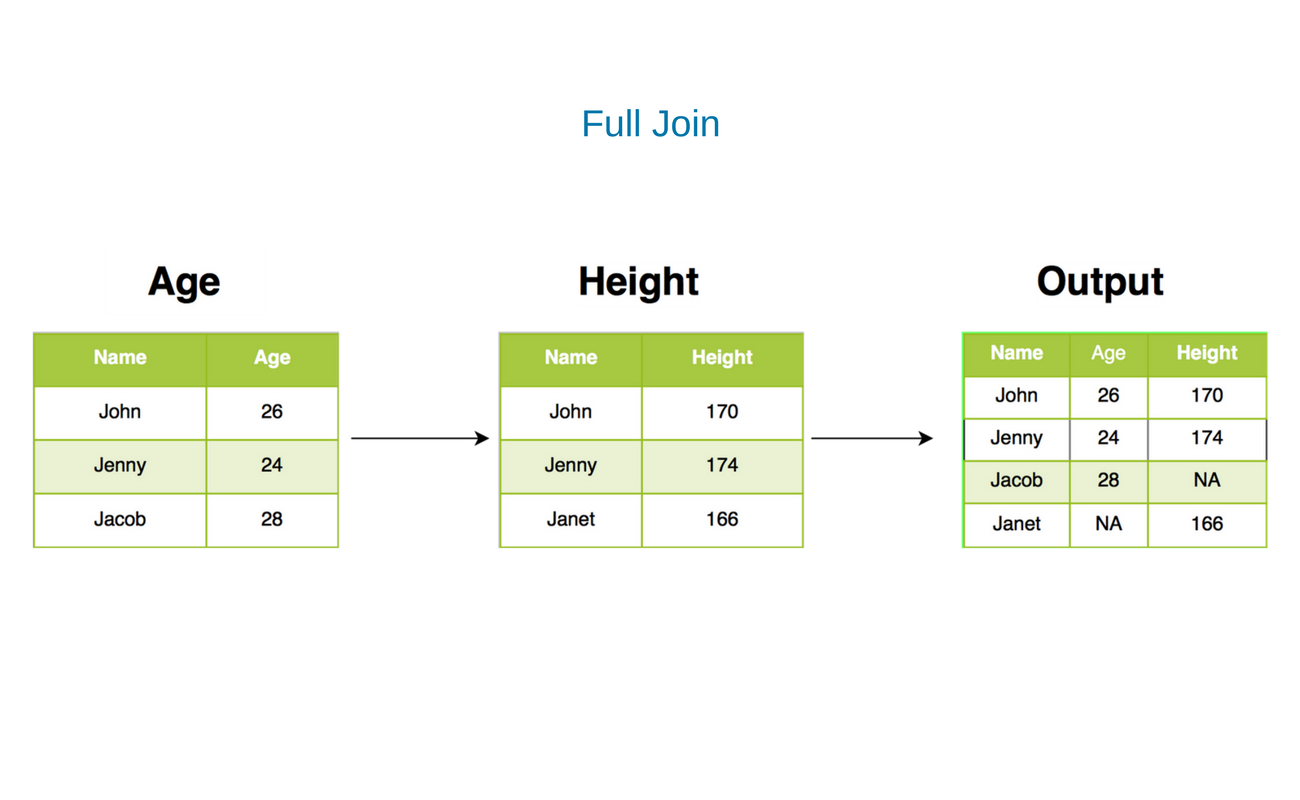 Full Join
Age
Name Age
John 26
Jenny 24
Jacob 28
Height
Name Height
John 170
Jenny 174
Janet 166
Output
Name Age Height
John 26 170
Jenny 24 174
Jacob 28 NA
Janet NA 166